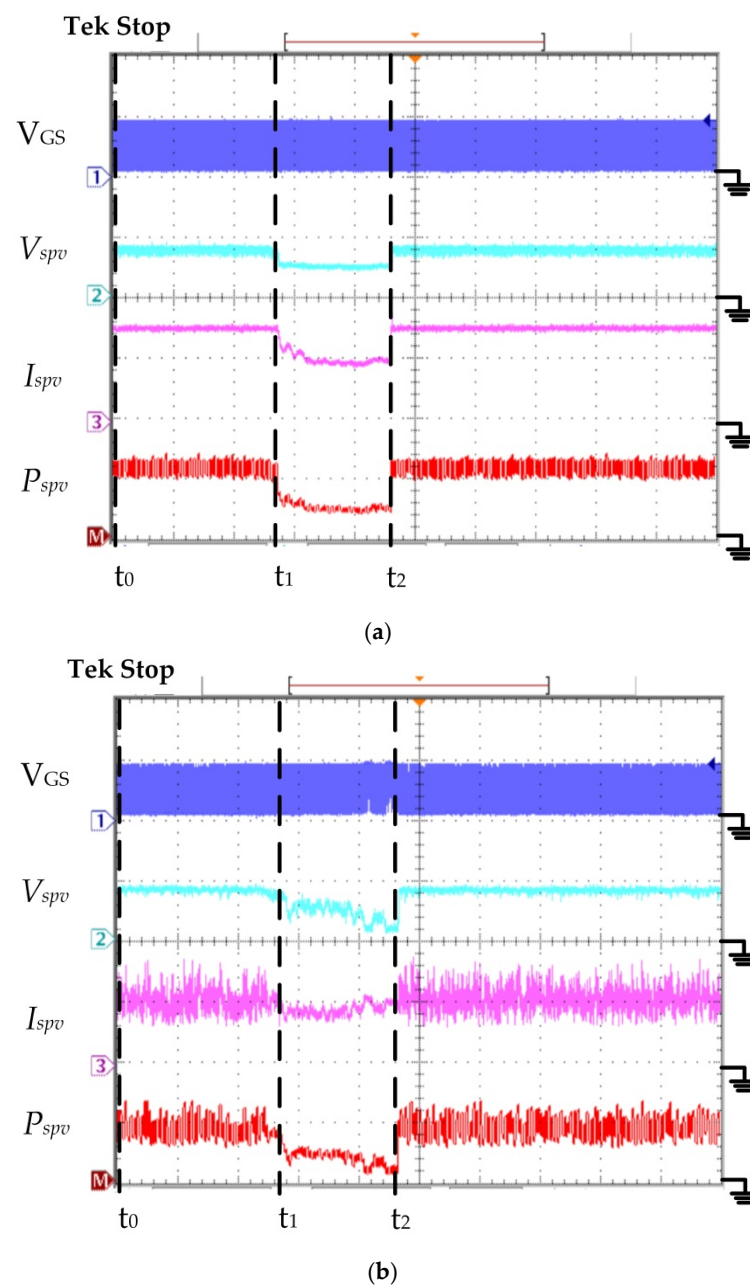 Tek Stop
VGS
1
Vspv
2
Ispv
3
Pspv
M
t0 t1 t2
(a)
Tek Stop
VGS
1
Vspv
2
Ispv
3
Pspv
M
t0 t1 t2
(b)